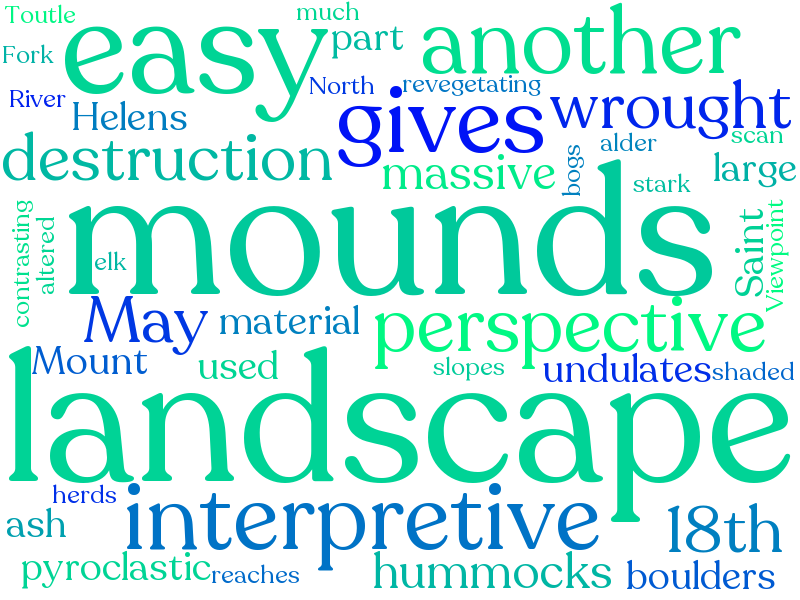 Toutle
much
easy
part
another
Fork
North
revegetating
River
Helens
gives
wrought
destruction
alder
scan
massive
bogs
large
stark
mounds
contrasting
altered
elk
Saint
Viewpoint
May
material
perspective
Mount
used
slopes
undulates
shaded
landscape
herds
interpretive
ash
18th
pyroclastic
reaches
hummocks
boulders